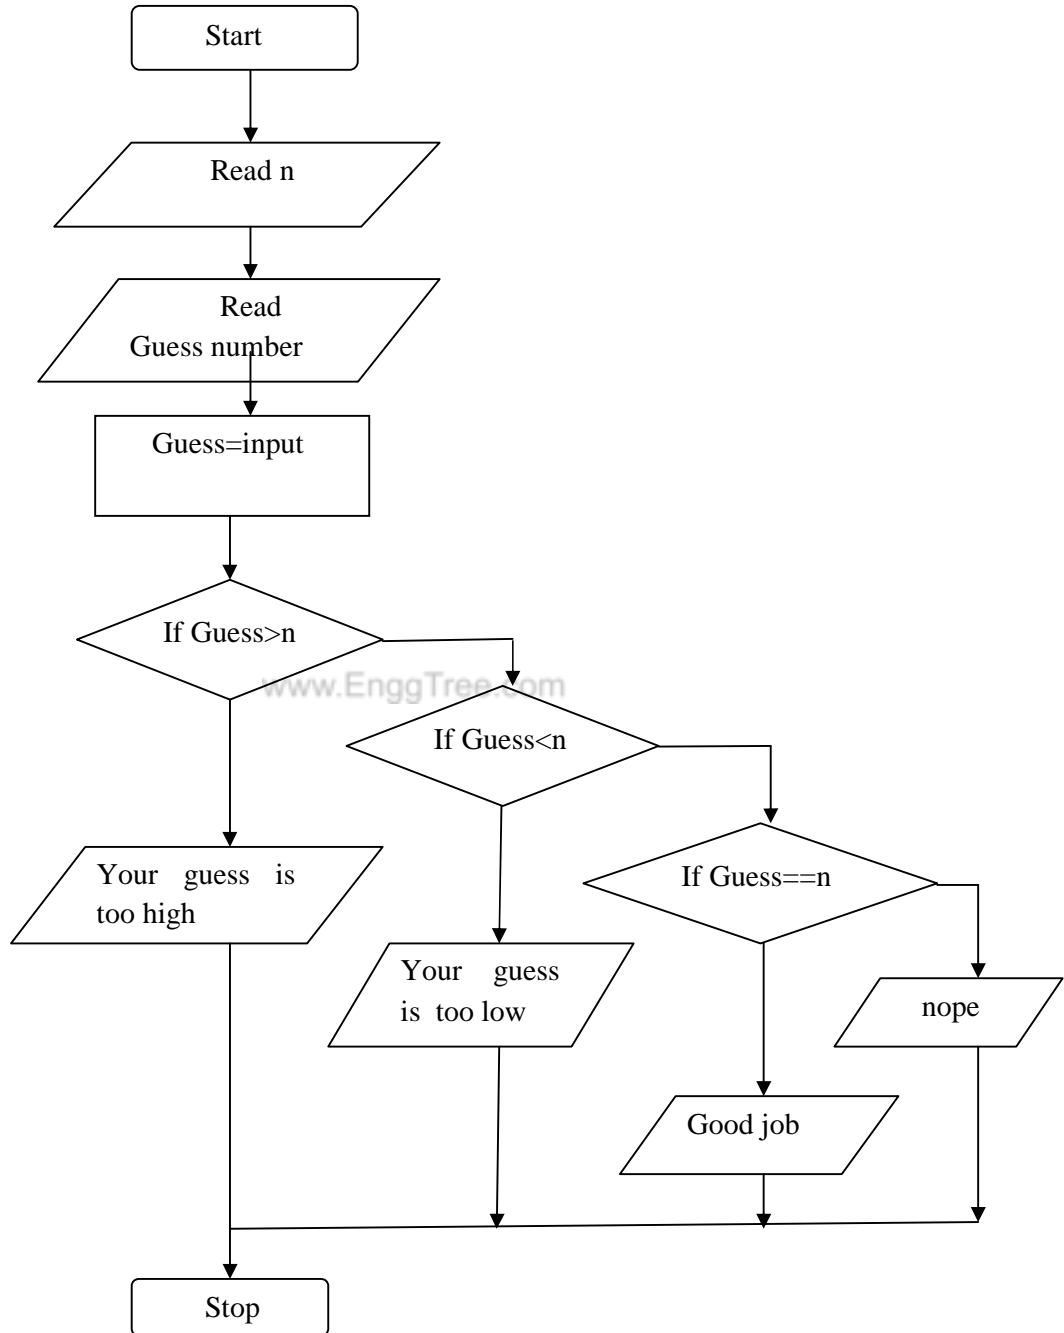 Start
Read n
Read
Guess number
Guess=input
If Guess>n
www.EnggTree.com
If Guess<n
Your guess is
too high
If Guess==n
Your guess
is too low
nope
Good job
Stop